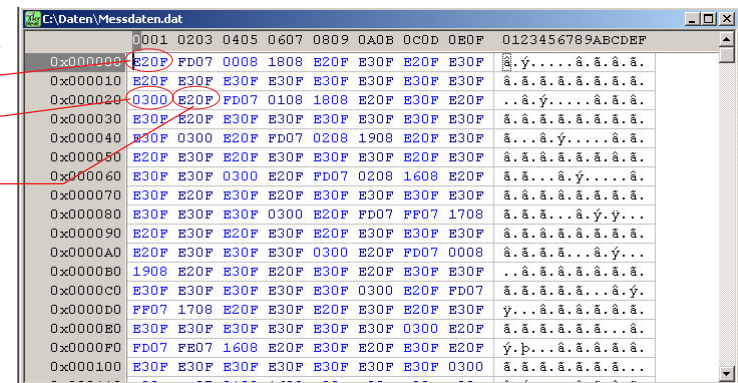 C:\Daten\Messdaten.dat
0001 0203 0405 0607 0809 0A0B 0C0D 0E0F 0123456789ABCDEF
0x000000 E20F FD07 0008 1808 E20F E30F E20F E30F â.ý.....â.ã.â.ã.
0x000010 E20F E30F E30F E30F E30F E30F E30F E30F â.ã.ã.ã.ã.ã.ã.ã.
0x000020 0300 E20F FD07 0108 1808 E20F E30F E20F ..â.ý.....â.ã.â.
0x000030 E30F E20F E30F E30F E30F E30F E30F E30F ã.â.ã.ã.ã.ã.ã.ã.
0x000040 E30F 0300 E20F FD07 0208 1908 E20F E30F ã...â.ý.....â.ã.
0x000050 E20F E30F E20F E30F E30F E30F E30F E30F â.ã.â.ã.ã.ã.ã.ã.
0x000060 E30F E30F 0300 E20F FD07 0208 1608 E20F ã.ã...â.ý.....â.
0x000070 E30F E20F E30F E20F E30F E30F E30F E30F ã.â.ã.â.ã.ã.ã.ã.
0x000080 E30F E30F E30F 0300 E20F FD07 FF07 1708 ã.ã.ã...â.ý.ÿ...
0x000090 E20F E30F E20F E30F E20F E30F E30F E30F â.ã.â.ã.â.ã.ã.ã.
0x0000A0 E20F E30F E30F E30F 0300 E20F FD07 0008 â.ã.ã.ã...â.ý...
0x0000B0 1908 E20F E30F E20F E30F E20F E30F E30F ..â.ã.â.ã.â.ã.ã.
0x0000C0 E30F E30F E30F E30F E30F 0300 E20F FD07 ã.ã.ã.ã.ã...â.ý.
0x0000D0 FF07 1708 E20F E30F E20F E30F E20F E30F ÿ...â.ã.â.ã.â.ã.
0x0000E0 E30F E30F E30F E30F E30F E30F 0300 E20F ã.ã.ã.ã.ã.ã...â.
0x0000F0 FD07 FE07 1608 E20F E30F E20F E30F E20F ý.þ...â.ã.â.ã.â.
0x000100 E30F E30F E30F E30F E30F E30F E30F 0300 ã.ã.ã.ã.ã.ã.ã...